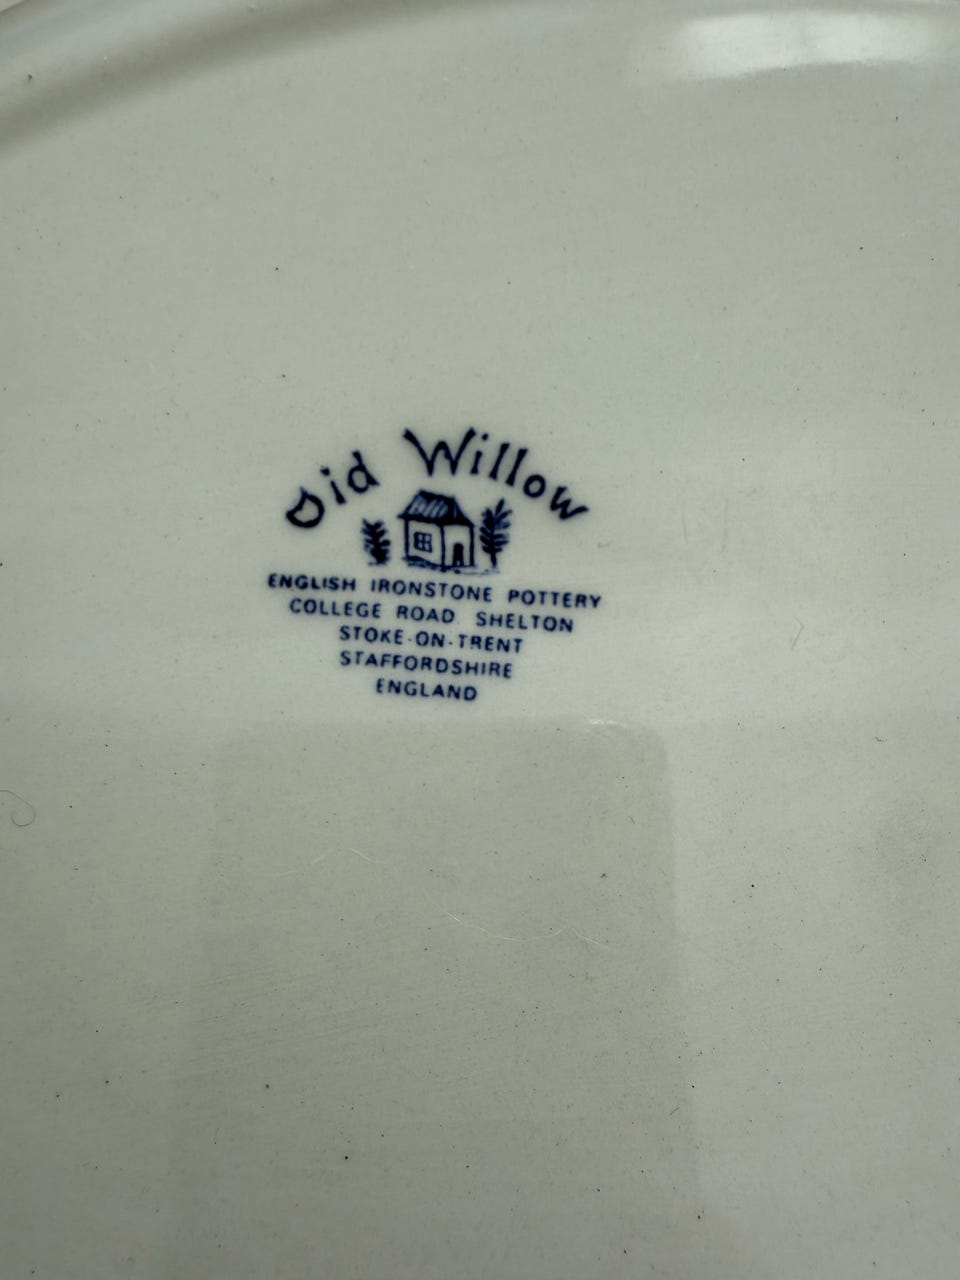 Old Willow
ENGLISH IRONSTONE POTTERY
COLLEGE ROAD SHELTON
STOKE-ON-TRENT
STAFFORDSHIRE
ENGLAND